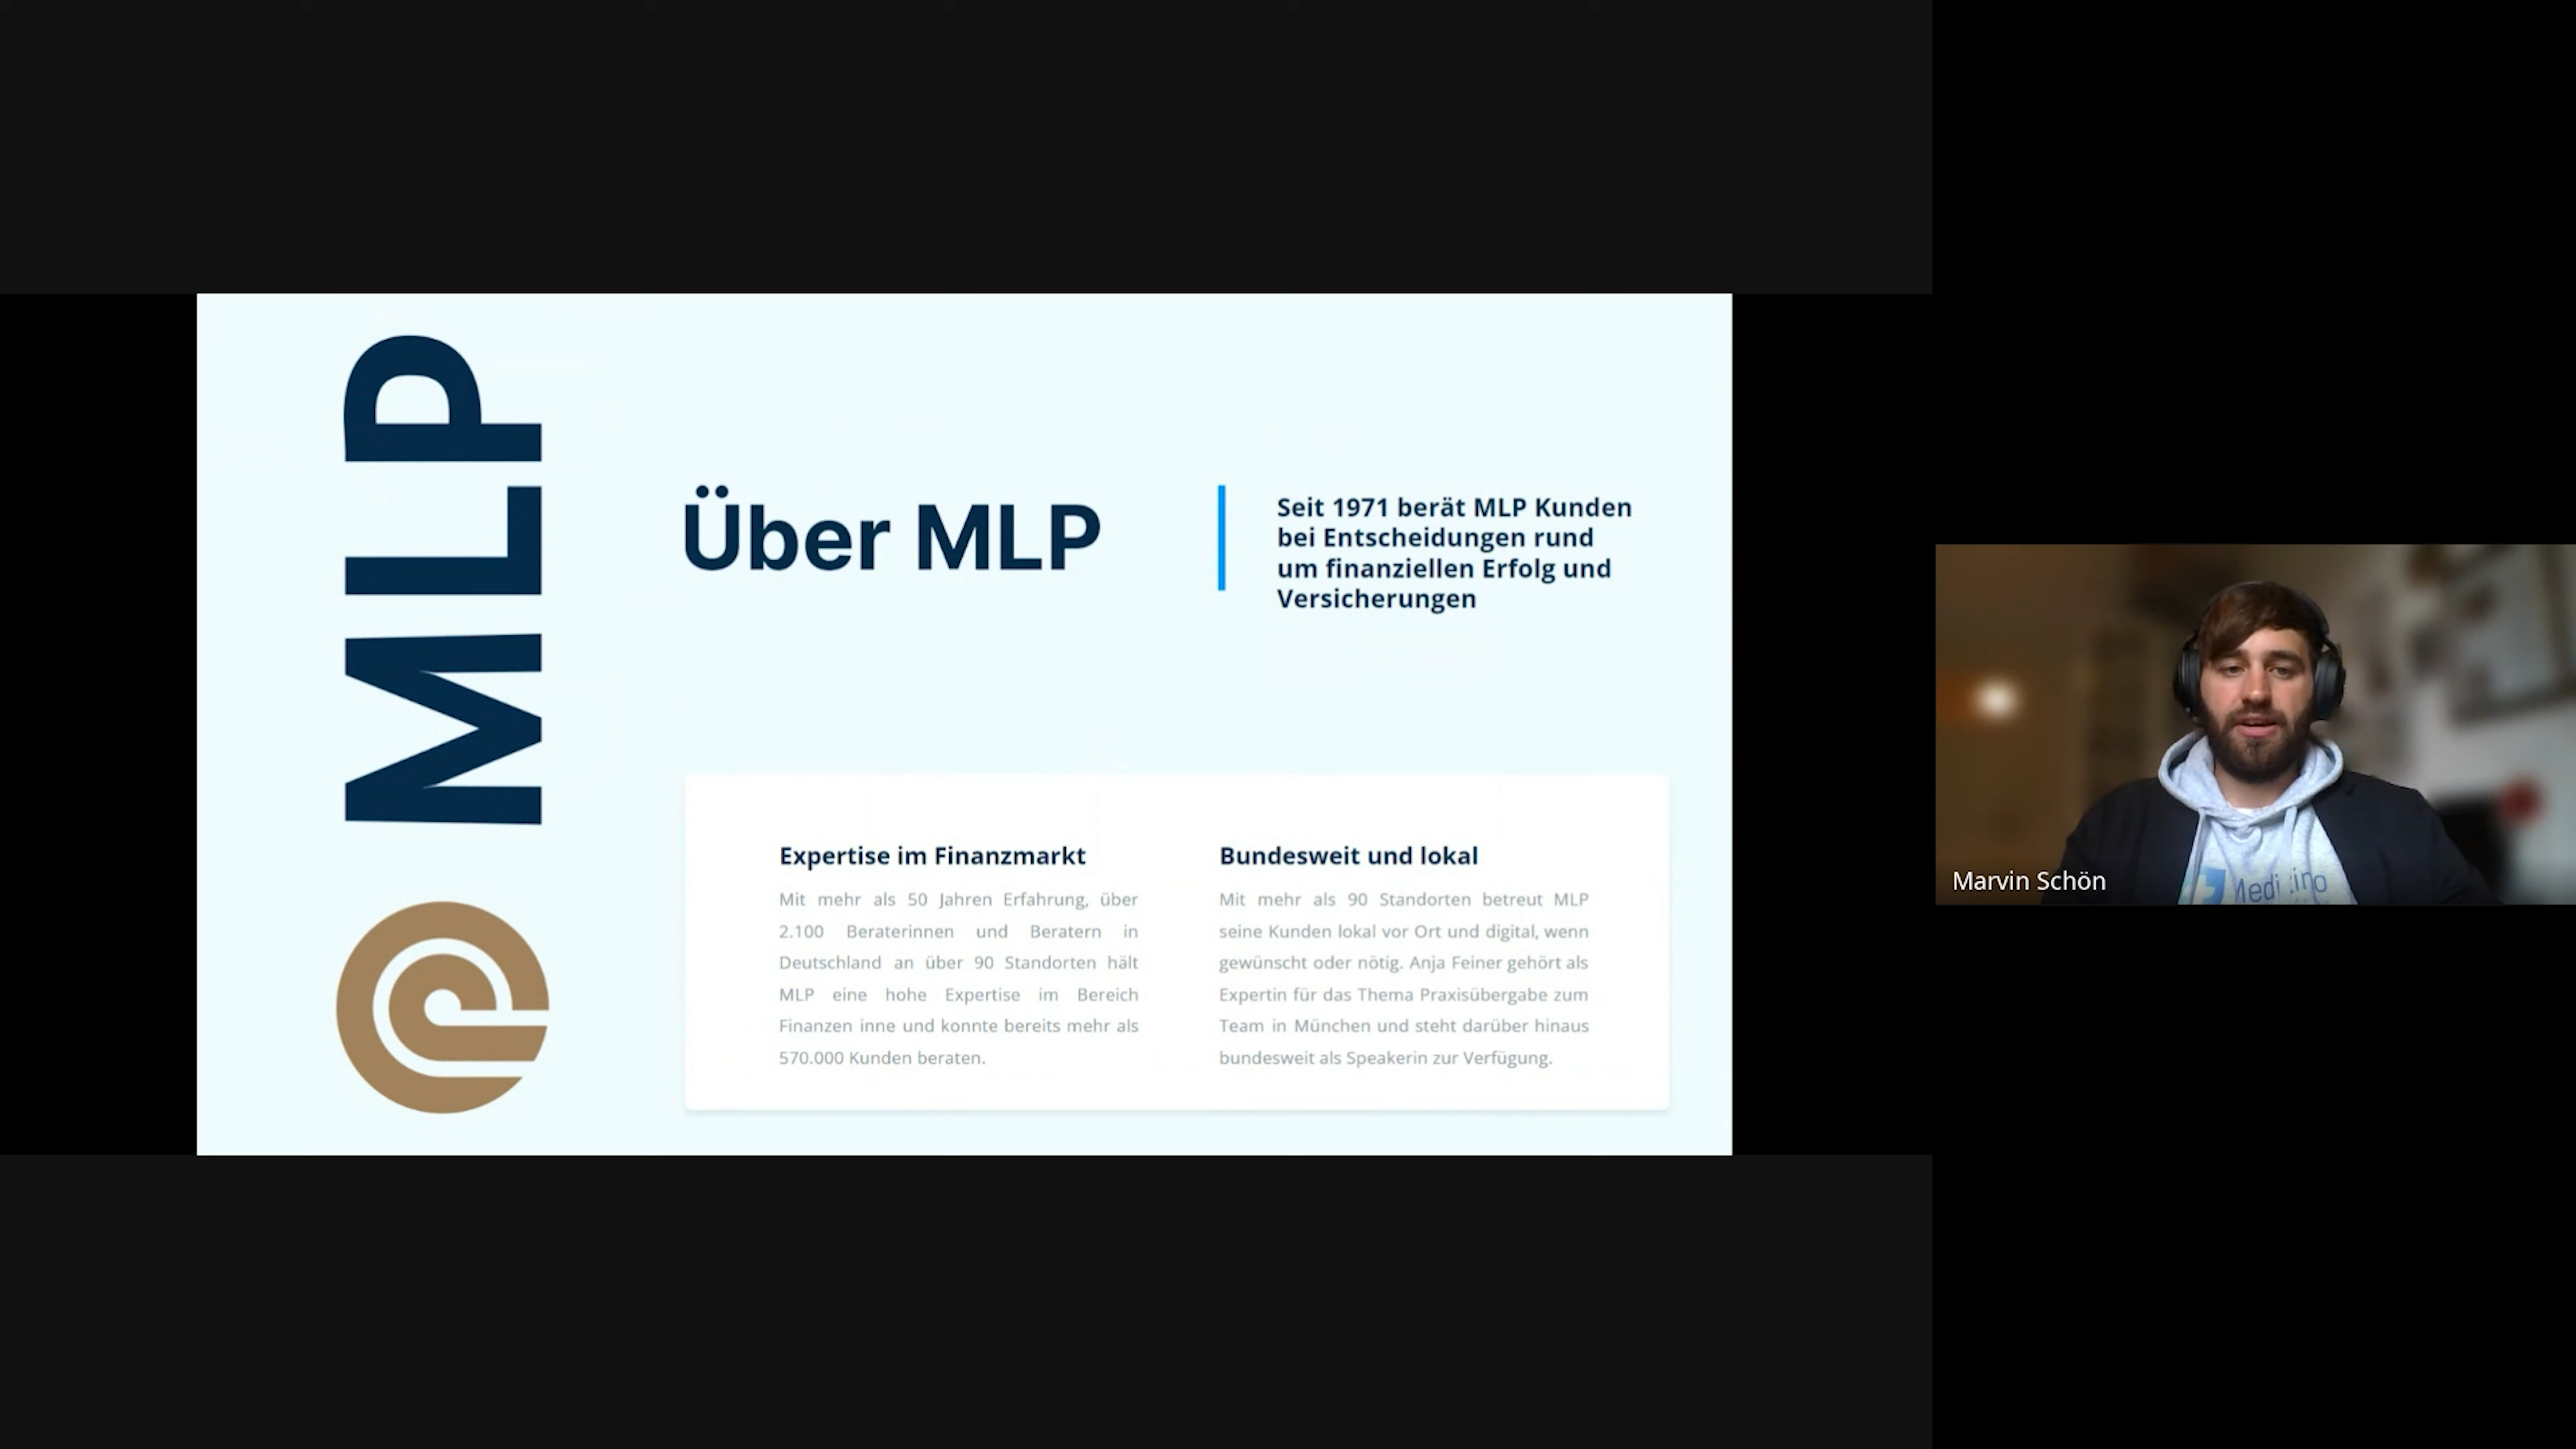 MLP
Über MLP
Seit 1971 berät MLP Kunden
bei Entscheidungen rund
um finanziellen Erfolg und
Versicherungen
Expertise im Finanzmarkt
Mit mehr als 50 Jahren Erfahrung, über
2.100 Beraterinnen und Beratern in
Deutschland an über 90 Standorten hält
MLP eine hohe Expertise im Bereich
Finanzen inne und konnte bereits mehr als
570.000 Kunden beraten.
Bundesweit und lokal
Mit mehr als 90 Standorten betreut MLP
seine Kunden lokal vor Ort und digital, wenn
gewünscht oder nötig. Anja Feiner gehört als
Expertin für das Thema Praxisübergabe zum
Team in München und steht darüber hinaus
bundesweit als Speakerin zur Verfügung.
Marvin Schön